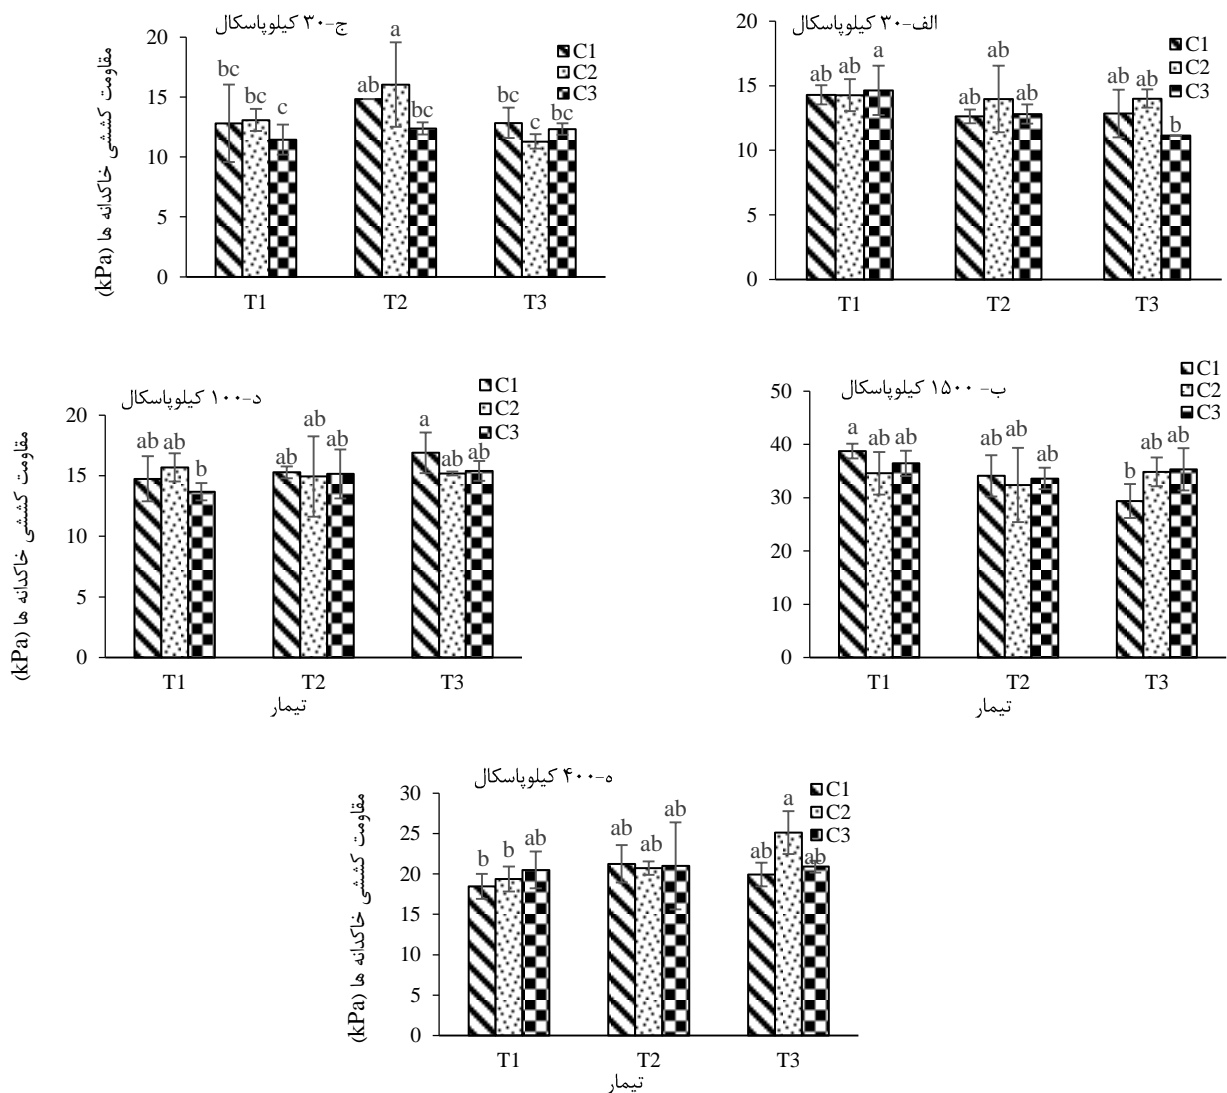 ج-۳۰ کیلوپاسکال
مقاومت کششی خاکدانه ها (kPa)
20
15
10
5
0
bc
bc
c
ab
a
bc
bc
c
bc
C1
C2
C3
T1
T2
T3
الف-۳۰ کیلوپاسکال
20
15
10
5
0
ab
ab
a
ab
ab
ab
ab
ab
b
C1
C2
C3
T1
T2
T3
د-۱۰۰ کیلوپاسکال
مقاومت کششی خاکدانه ها (kPa)
20
15
10
5
0
ab
ab
b
ab
ab
ab
a
ab
ab
C1
C2
C3
T1
T2
T3
تیمار
ب- ۱۵۰۰ کیلوپاسکال
50
40
30
20
10
0
a
ab
ab
ab
ab
ab
b
ab
ab
C1
C2
C3
T1
T2
T3
تیمار
ه-۴۰۰ کیلوپاسکال
مقاومت کششی خاکدانه ها (kPa)
30
25
20
15
10
5
0
b
b
ab
ab
ab
ab
ab
a
ab
C1
C2
C3
T1
T2
T3
تیمار